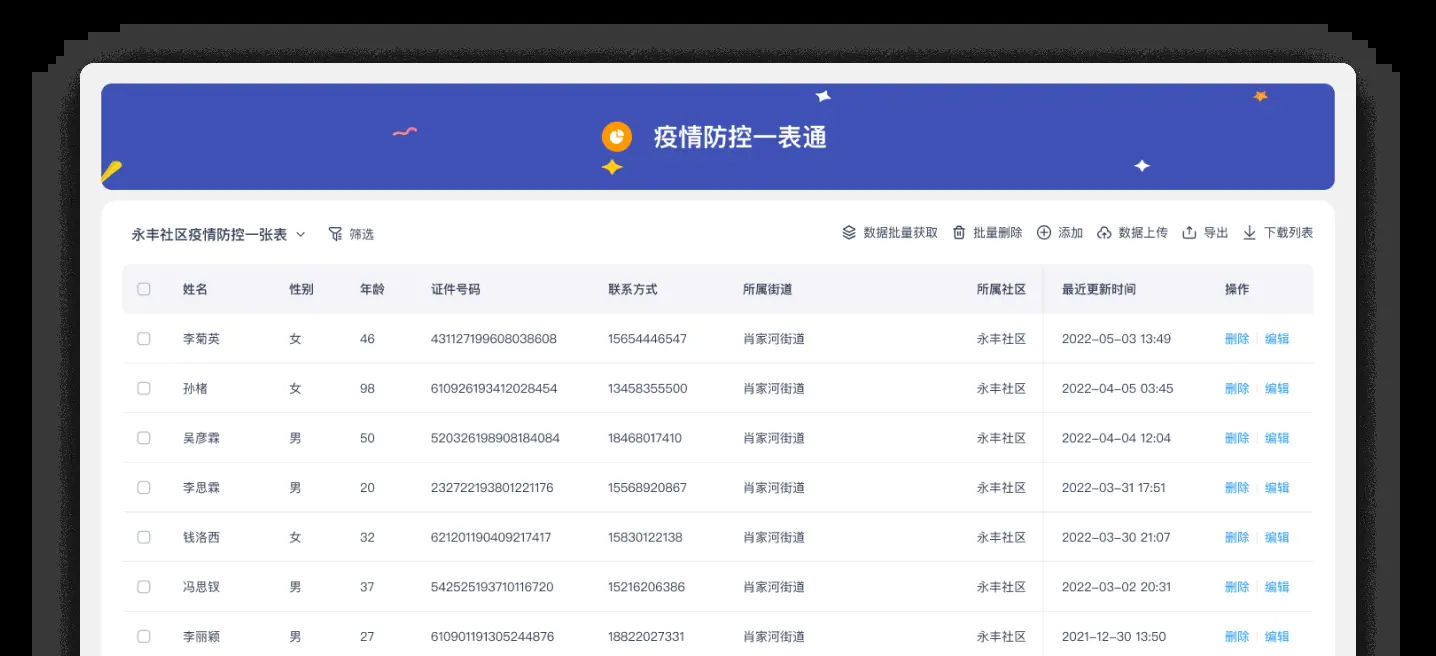 疫情防控一表通
永丰社区疫情防控一张表 筛选 数据批量获取 批量删除 添加 数据上传 导出 下载列表
姓名 性别 年龄 证件号码 联系方式 所属街道 所属社区 最近更新时间 操作
李菊英 女 46 431127199608038608 15654446547 肖家河街道 永丰社区 2022-05-03 13:49 删除 编辑
孙楮 女 98 610926193412028454 13458355500 肖家河街道 永丰社区 2022-04-05 03:45 删除 编辑
吴彦霖 男 50 520326198908184084 18468017410 肖家河街道 永丰社区 2022-04-04 12:04 删除 编辑
李思霖 男 20 232722193801221176 15568920867 肖家河街道 永丰社区 2022-03-31 17:51 删除 编辑
钱洛西 女 32 621201190409217417 15830122138 肖家河街道 永丰社区 2022-03-30 21:07 删除 编辑
冯思钗 男 37 542525193710116720 15216206386 肖家河街道 永丰社区 2022-03-02 20:31 删除 编辑
李丽颖 男 27 610901191305244876 18822027331 肖家河街道 永丰社区 2021-12-30 13:50 删除 编辑